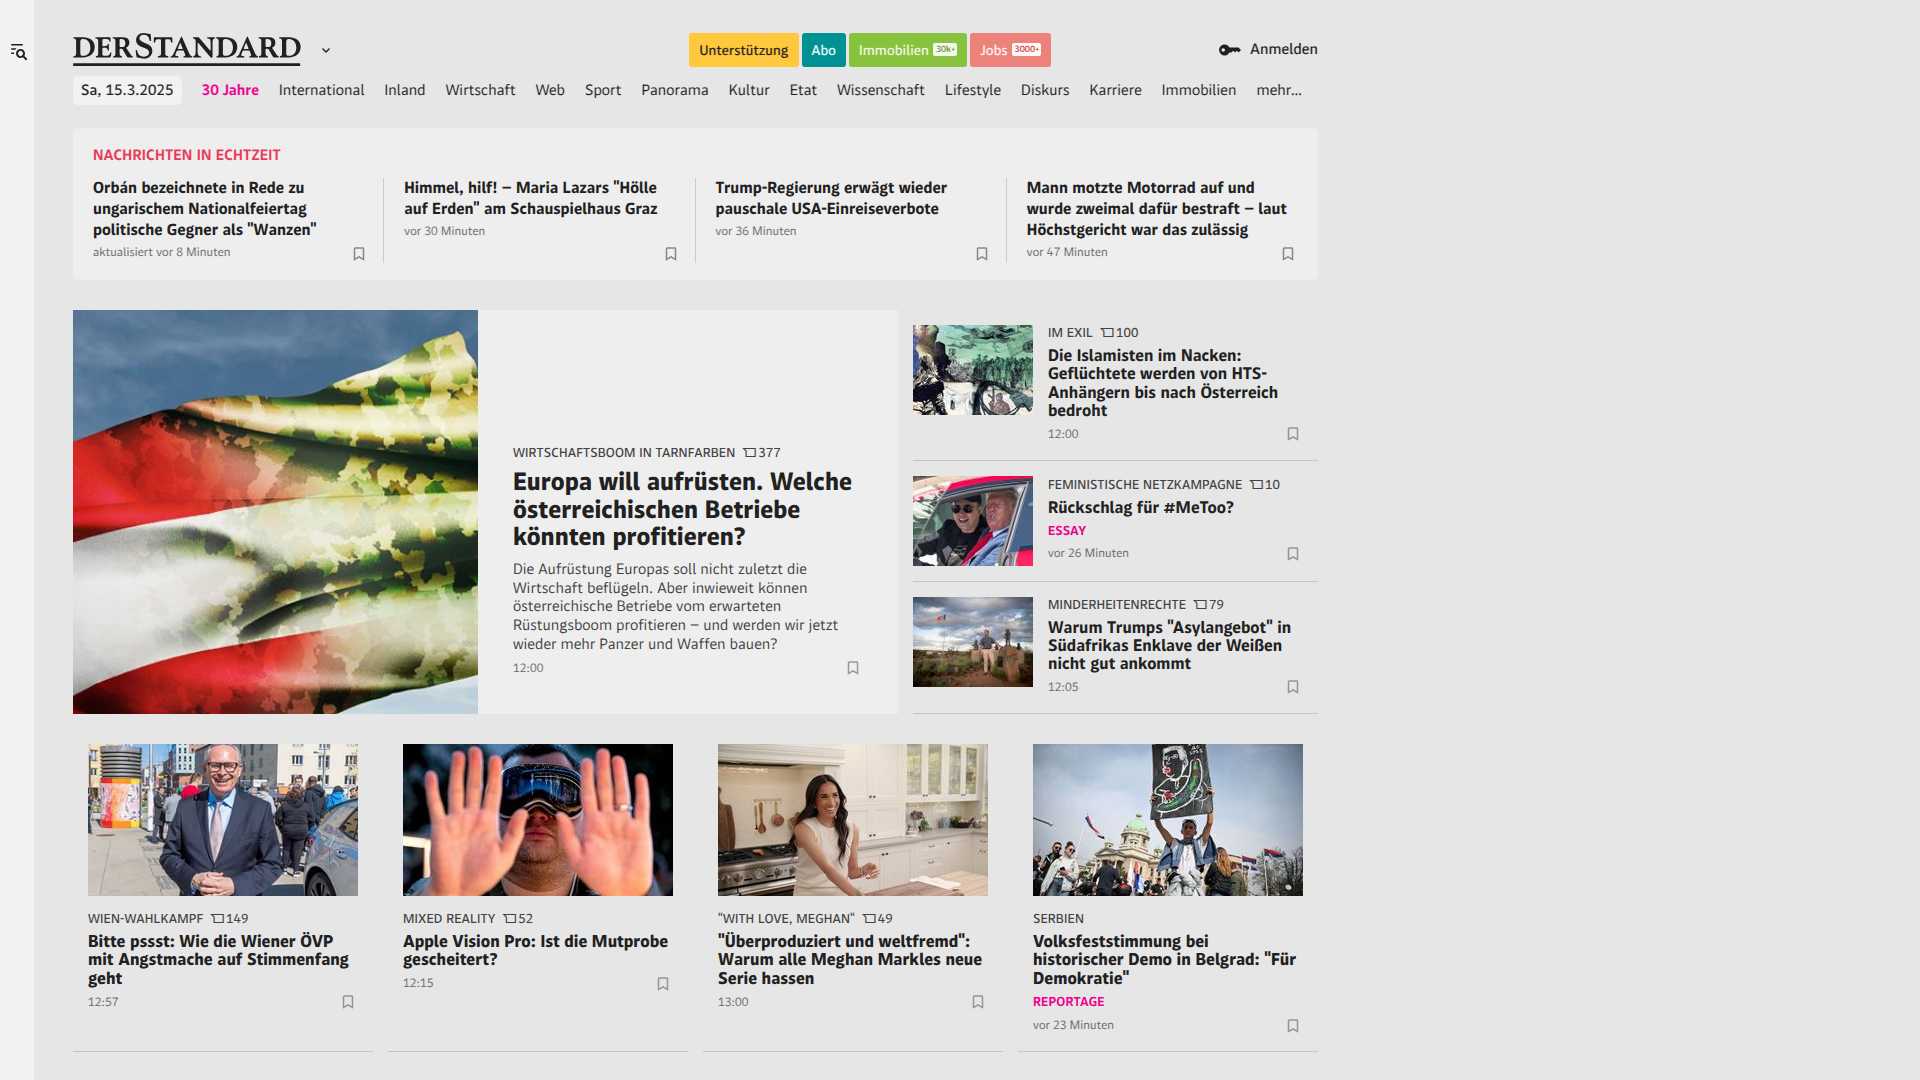 DERSTANDARD
Unterstützung
Abo
Immobilien 30k+
Jobs 3000+
Anmelden
Sa, 15.3.2025
30 Jahre
International
Inland
Wirtschaft
Web
Sport
Panorama
Kultur
Etat
Wissenschaft
Lifestyle
Diskurs
Karriere
Immobilien
mehr...
NACHRICHTEN IN ECHTZEIT
Orbán bezeichnete in Rede zu
ungarischem Nationalfeiertag
politische Gegner als "Wanzen"
aktualisiert vor 8 Minuten
Himmel, hilf! – Maria Lazars "Hölle
auf Erden" am Schauspielhaus Graz
vor 30 Minuten
Trump-Regierung erwägt wieder
pauschale USA-Einreiseverbote
vor 36 Minuten
Mann motzte Motorrad auf und
wurde zweimal dafür bestraft – laut
Höchstgericht war das zulässig
vor 47 Minuten
WIRTSCHAFTSBOOM IN TARNFARBEN 377
Europa will aufrüsten. Welche
österreichischen Betriebe
könnten profitieren?
Die Aufrüstung Europas soll nicht zuletzt die
Wirtschaft beflügeln. Aber inwieweit können
österreichische Betriebe vom erwarteten
Rüstungsboom profitieren – und werden wir jetzt
wieder mehr Panzer und Waffen bauen?
12:00
IM EXIL 100
Die Islamisten im Nacken:
Geflüchtete werden von HTS-
Anhängern bis nach Österreich
bedroht
12:00
FEMINISTISCHE NETZKAMPAGNE 10
Rückschlag für #MeToo?
ESSAY
vor 26 Minuten
MINDERHEITENRECHTE 79
Warum Trumps "Asylangebot" in
Südafrikas Enklave der Weißen
nicht gut ankommt
12:05
WIEN-WAHLKAMPF 149
Bitte pssst: Wie die Wiener ÖVP
mit Angstmache auf Stimmenfang
geht
12:57
MIXED REALITY 52
Apple Vision Pro: Ist die Mutprobe
gescheitert?
12:15
"WITH LOVE, MEGHAN" 49
"Überproduziert und weltfremd":
Warum alle Meghan Markles neue
Serie hassen
13:00
SERBIEN
Volksfeststimmung bei
historischer Demo in Belgrad: "Für
Demokratie"
REPORTAGE
vor 23 Minuten